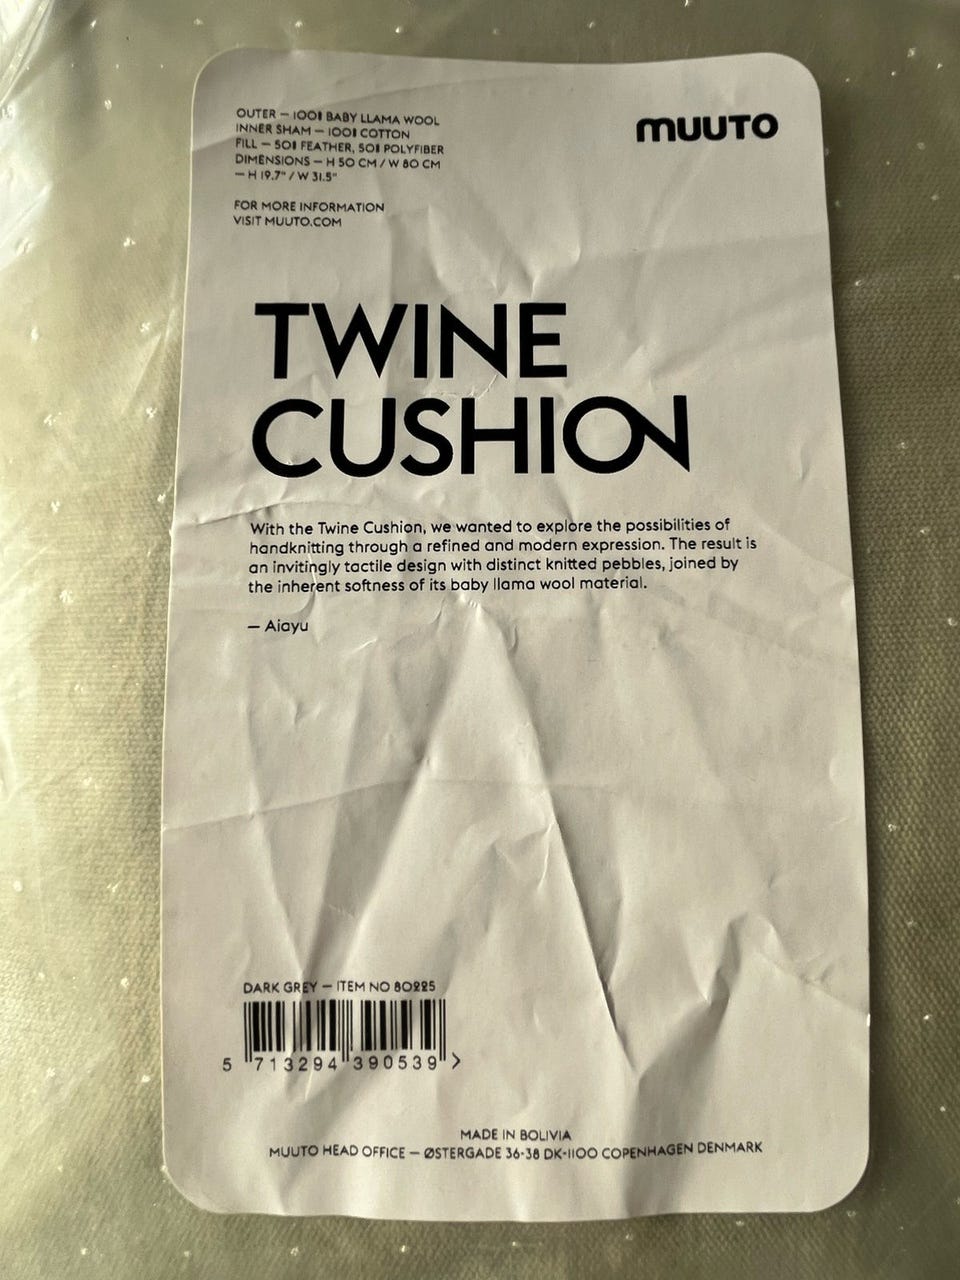 OUTER — 100% BABY LLAMA WOOL
INNER SHAM — 100% COTTON
FILL — 50% FEATHER, 50% POLYFIBER
DIMENSIONS — H 50 CM / W 80 CM
— H 19.7" / W 31.5"
FOR MORE INFORMATION
VISIT MUUTO.COM
MUUTO
TWINE
CUSHION
With the Twine Cushion, we wanted to explore the possibilities of
handknitting through a refined and modern expression. The result is
an invitingly tactile design with distinct knitted pebbles, joined by
the inherent softness of its baby llama wool material.
— Aiayu
DARK GREY — ITEM NO 80225
5 713294 390539 >
MADE IN BOLIVIA
MUUTO HEAD OFFICE — ØSTERGADE 36-38 DK-1100 COPENHAGEN DENMARK